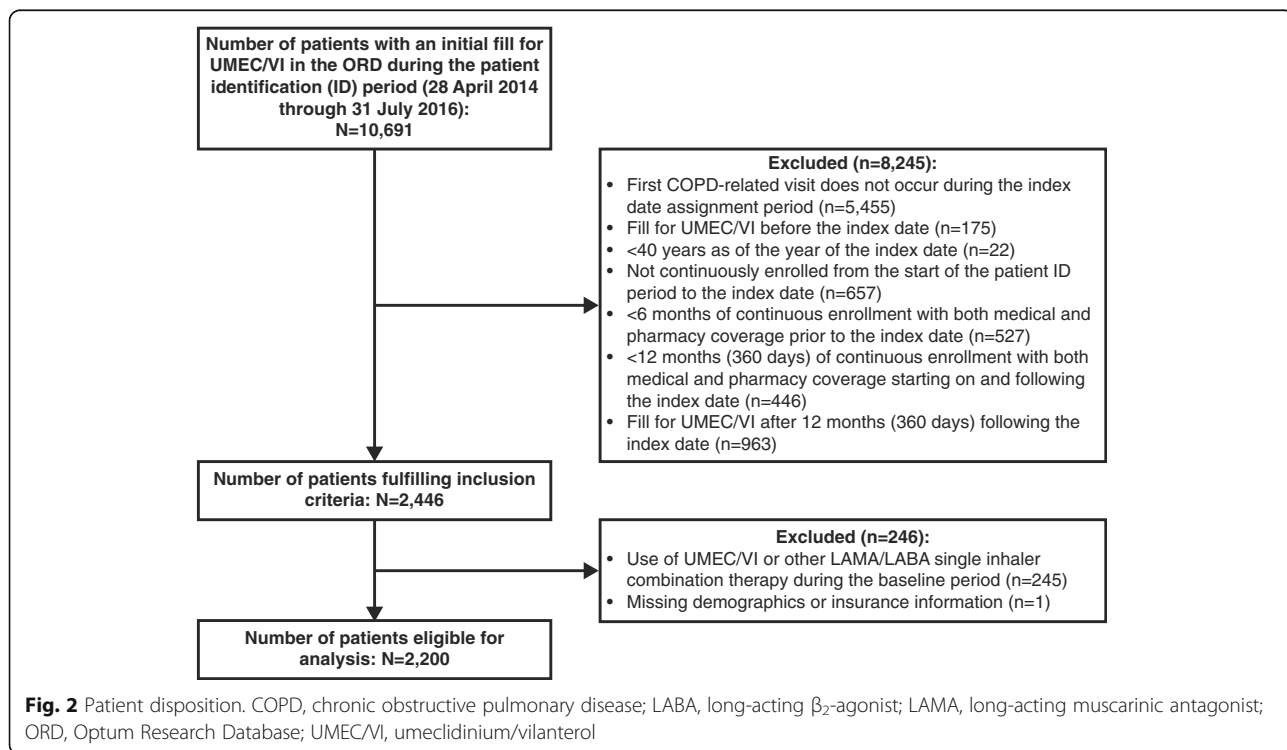 Number of patients with an initial fill for
UMEC/VI in the ORD during the patient
identification (ID) period (28 April 2014
through 31 July 2016):
N=10,691
Excluded (n=8,245):
• First COPD-related visit does not occur during the index
date assignment period (n=5,455)
• Fill for UMEC/VI before the index date (n=175)
• <40 years as of the year of the index date (n=22)
• Not continuously enrolled from the start of the patient ID
period to the index date (n=657)
• <6 months of continuous enrollment with both medical and
pharmacy coverage prior to the index date (n=527)
• <12 months (360 days) of continuous enrollment with both
medical and pharmacy coverage starting on and following
the index date (n=446)
• Fill for UMEC/VI after 12 months (360 days) following the
index date (n=963)
Number of patients fulfilling inclusion
criteria: N=2,446
Excluded (n=246):
• Use of UMEC/VI or other LAMA/LABA single inhaler
combination therapy during the baseline period (n=245)
• Missing demographics or insurance information (n=1)
Number of patients eligible for
analysis: N=2,200
Fig. 2 Patient disposition. COPD, chronic obstructive pulmonary disease; LABA, long-acting β₂-agonist; LAMA, long-acting muscarinic antagonist;
ORD, Optum Research Database; UMEC/VI, umeclidinium/vilanterol